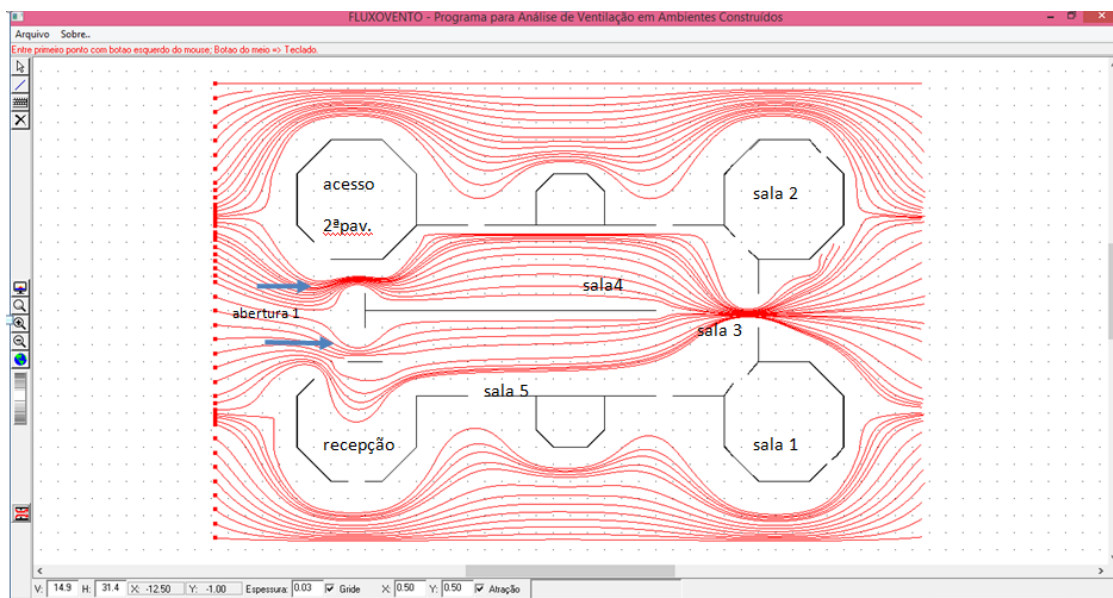 FLUXOVENTO - Programa para Análise de Ventilação em Ambientes Construídos
Arquivo Sobre..
Entre primeiro ponto com botao esquerdo do mouse; Botao do meio => Teclado.
acesso
2ªpav.
sala 2
sala4
abertura 1
sala 3
sala 5
recepção
sala 1
V: 14.9 H: 31.4 X: -12.50 Y: -1.00 Espessura: 0.03 Gride X: 0.50 Y: 0.50 Atração